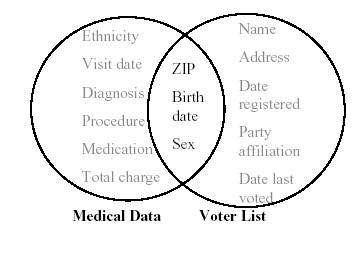 Ethnicity
Visit date
Diagnosis
Procedure
Medication
Total charge
ZIP
Birth
date
Sex
Name
Address
Date
registered
Party
affiliation
Date last
voted
Medical Data
Voter List